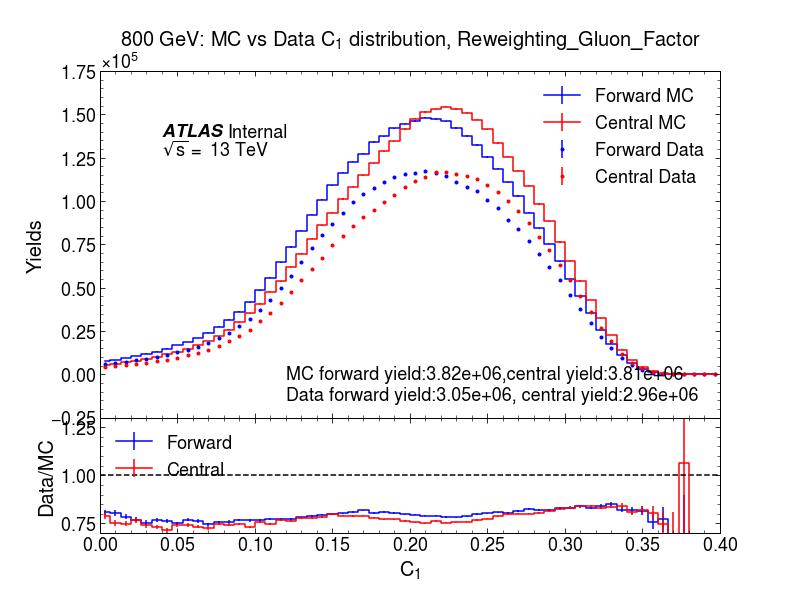 800 GeV: MC vs Data C₁ distribution, Reweighting_Gluon_Factor
×10⁵
1.75
1.50
1.25
1.00
0.75
0.50
0.25
0.00
−0.25
Yields
ATLAS Internal
√s = 13 TeV
Forward MC
Central MC
Forward Data
Central Data
MC forward yield:3.82e+06,central yield:3.81e+06
Data forward yield:3.05e+06, central yield:2.96e+06
1.25
1.00
0.75
Data/MC
Forward
Central
0.00 0.05 0.10 0.15 0.20 0.25 0.30 0.35 0.40
C₁